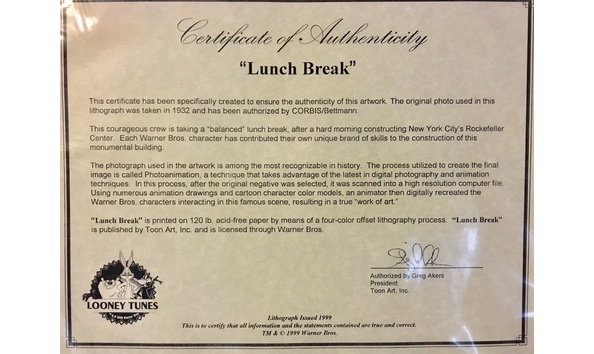 Certificate of Authenticity
“Lunch Break”
This certificate has been specifically created to ensure the authenticity of this artwork. The original photo used in this
lithograph was taken in 1932 and has been authorized by CORBIS/Bettmann.
This courageous crew is taking a “balanced” lunch break, after a hard morning constructing New York City's Rockefeller
Center. Each Warner Bros. character has contributed their own unique brand of skills to the construction of this
monumental building.
The photograph used in the artwork is among the most recognizable in history. The process utilized to create the final
image is called Photoanimation, a technique that takes advantage of the latest in digital photography and animation
techniques. In this process, after the original negative was selected, it was scanned into a high resolution computer file.
Using numerous animation drawings and cartoon character color models, an animator then digitally recreated the
Warner Bros. characters interacting in this famous scene, resulting in a true “work of art.”
“Lunch Break” is printed on 120 lb. acid-free paper by means of a four-color offset lithography process. “Lunch Break”
is published by Toon Art, Inc. and is licensed through Warner Bros.
Authorized by Greg Akers
President
Toon Art, Inc.
LOONEY TUNES
Lithograph Issued 1999
This is to certify that all information and the statements contained are true and correct.
TM & © 1999 Warner Bros.